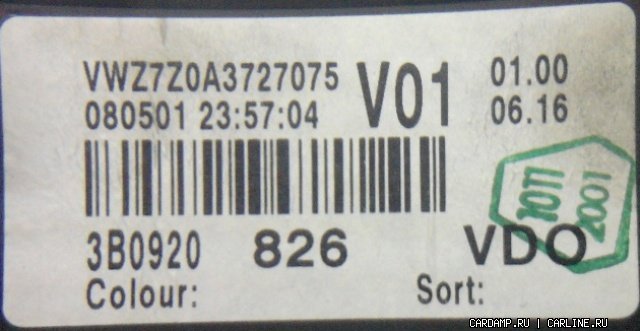 VWZ7Z0A3727075 V01 01.00
080501 23:57:04 06.16
2001
3B0920 826 VDO
Colour: Sort:
CARDAMP.RU | CARLINE.RU